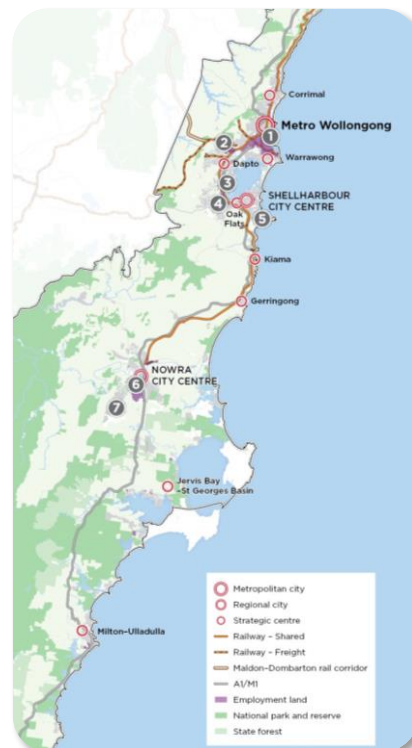 Corrimal
Metro Wollongong
1
2
Dapto
Warrawong
3
4
SHELLHARBOUR
CITY CENTRE
Oak
Flats
5
Kiama
Gerringong
NOWRA
CITY CENTRE
6
7
Jervis Bay
–St Georges Basin
Milton–Ulladulla
Metropolitan city
Regional city
Strategic centre
Railway – Shared
Railway – Freight
Maldon–Dombarton rail corridor
A1/M1
Employment land
National park and reserve
State forest